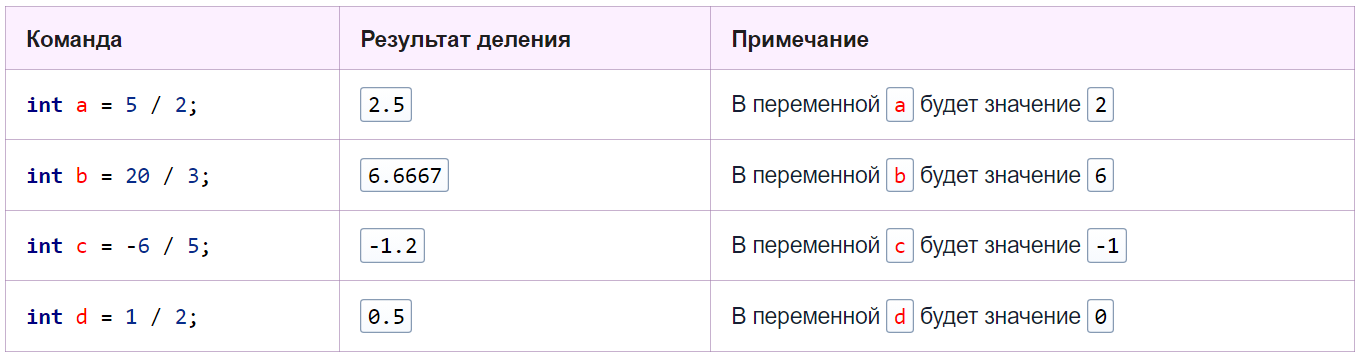 Команда Результат деления Примечание
int a = 5 / 2; 2.5 В переменной a будет значение 2
int b = 20 / 3; 6.6667 В переменной b будет значение 6
int c = -6 / 5; -1.2 В переменной c будет значение -1
int d = 1 / 2; 0.5 В переменной d будет значение 0